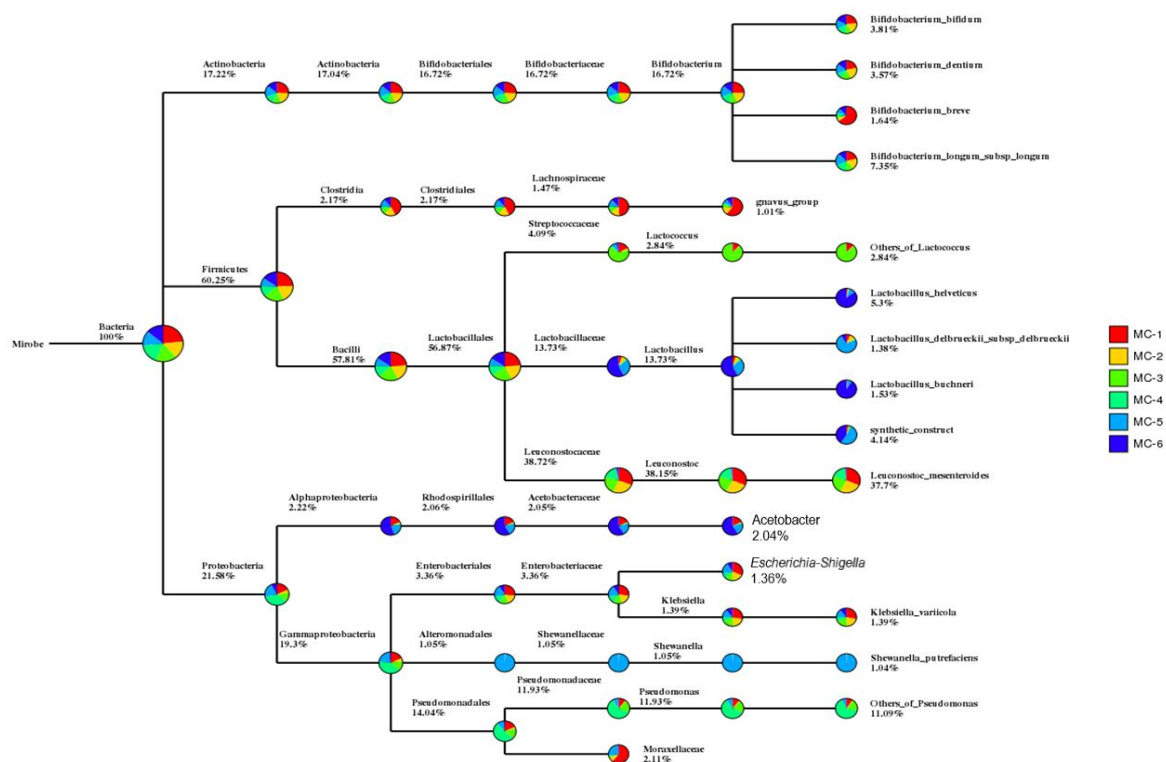 Bifidobacterium_bifidum
3.81%
Actinobacteria
17.22%
Actinobacteria
17.04%
Bifidobacteriales
16.72%
Bifidobacteriaceae
16.72%
Bifidobacterium
16.72%
Bifidobacterium_dentium
3.57%
Bifidobacterium_breve
1.64%
Bifidobacterium_longum_subsp_longum
7.35%
Clostridia
2.17%
Clostridiales
2.17%
Lachnospiraceae
1.47%
gnavus_group
1.01%
Streptococcaceae
4.09%
Lactococcus
2.84%
Others_of_Lactococcus
2.84%
Firmicutes
60.25%
Lactobacillus_helveticus
5.3%
Mirobe
Bacteria
100%
Bacilli
57.81%
Lactobacillales
56.87%
Lactobacillaceae
13.73%
Lactobacillus
13.73%
Lactobacillus_delbrueckii_subsp_delbrueckii
1.38%
Lactobacillus_buchneri
1.53%
synthetic_construct
4.14%
Leuconostocaceae
38.72%
Leuconostoc
38.15%
Leuconostoc_mesenteroides
37.7%
Alphaproteobacteria
2.22%
Rhodospirillales
2.06%
Acetobacteraceae
2.05%
Acetobacter
2.04%
Proteobacteria
21.58%
Enterobacteriales
3.36%
Enterobacteriaceae
3.36%
Escherichia-Shigella
1.36%
Klebsiella
1.39%
Klebsiella_variicola
1.39%
Gammaproteobacteria
19.3%
Alteromonadales
1.05%
Shewanellaceae
1.05%
Shewanella
1.05%
Shewanella_putrefaciens
1.04%
Pseudomonadales
14.04%
Pseudomonadaceae
11.93%
Pseudomonas
11.93%
Others_of_Pseudomonas
11.09%
Moraxellaceae
2.11%
MC-1
MC-2
MC-3
MC-4
MC-5
MC-6